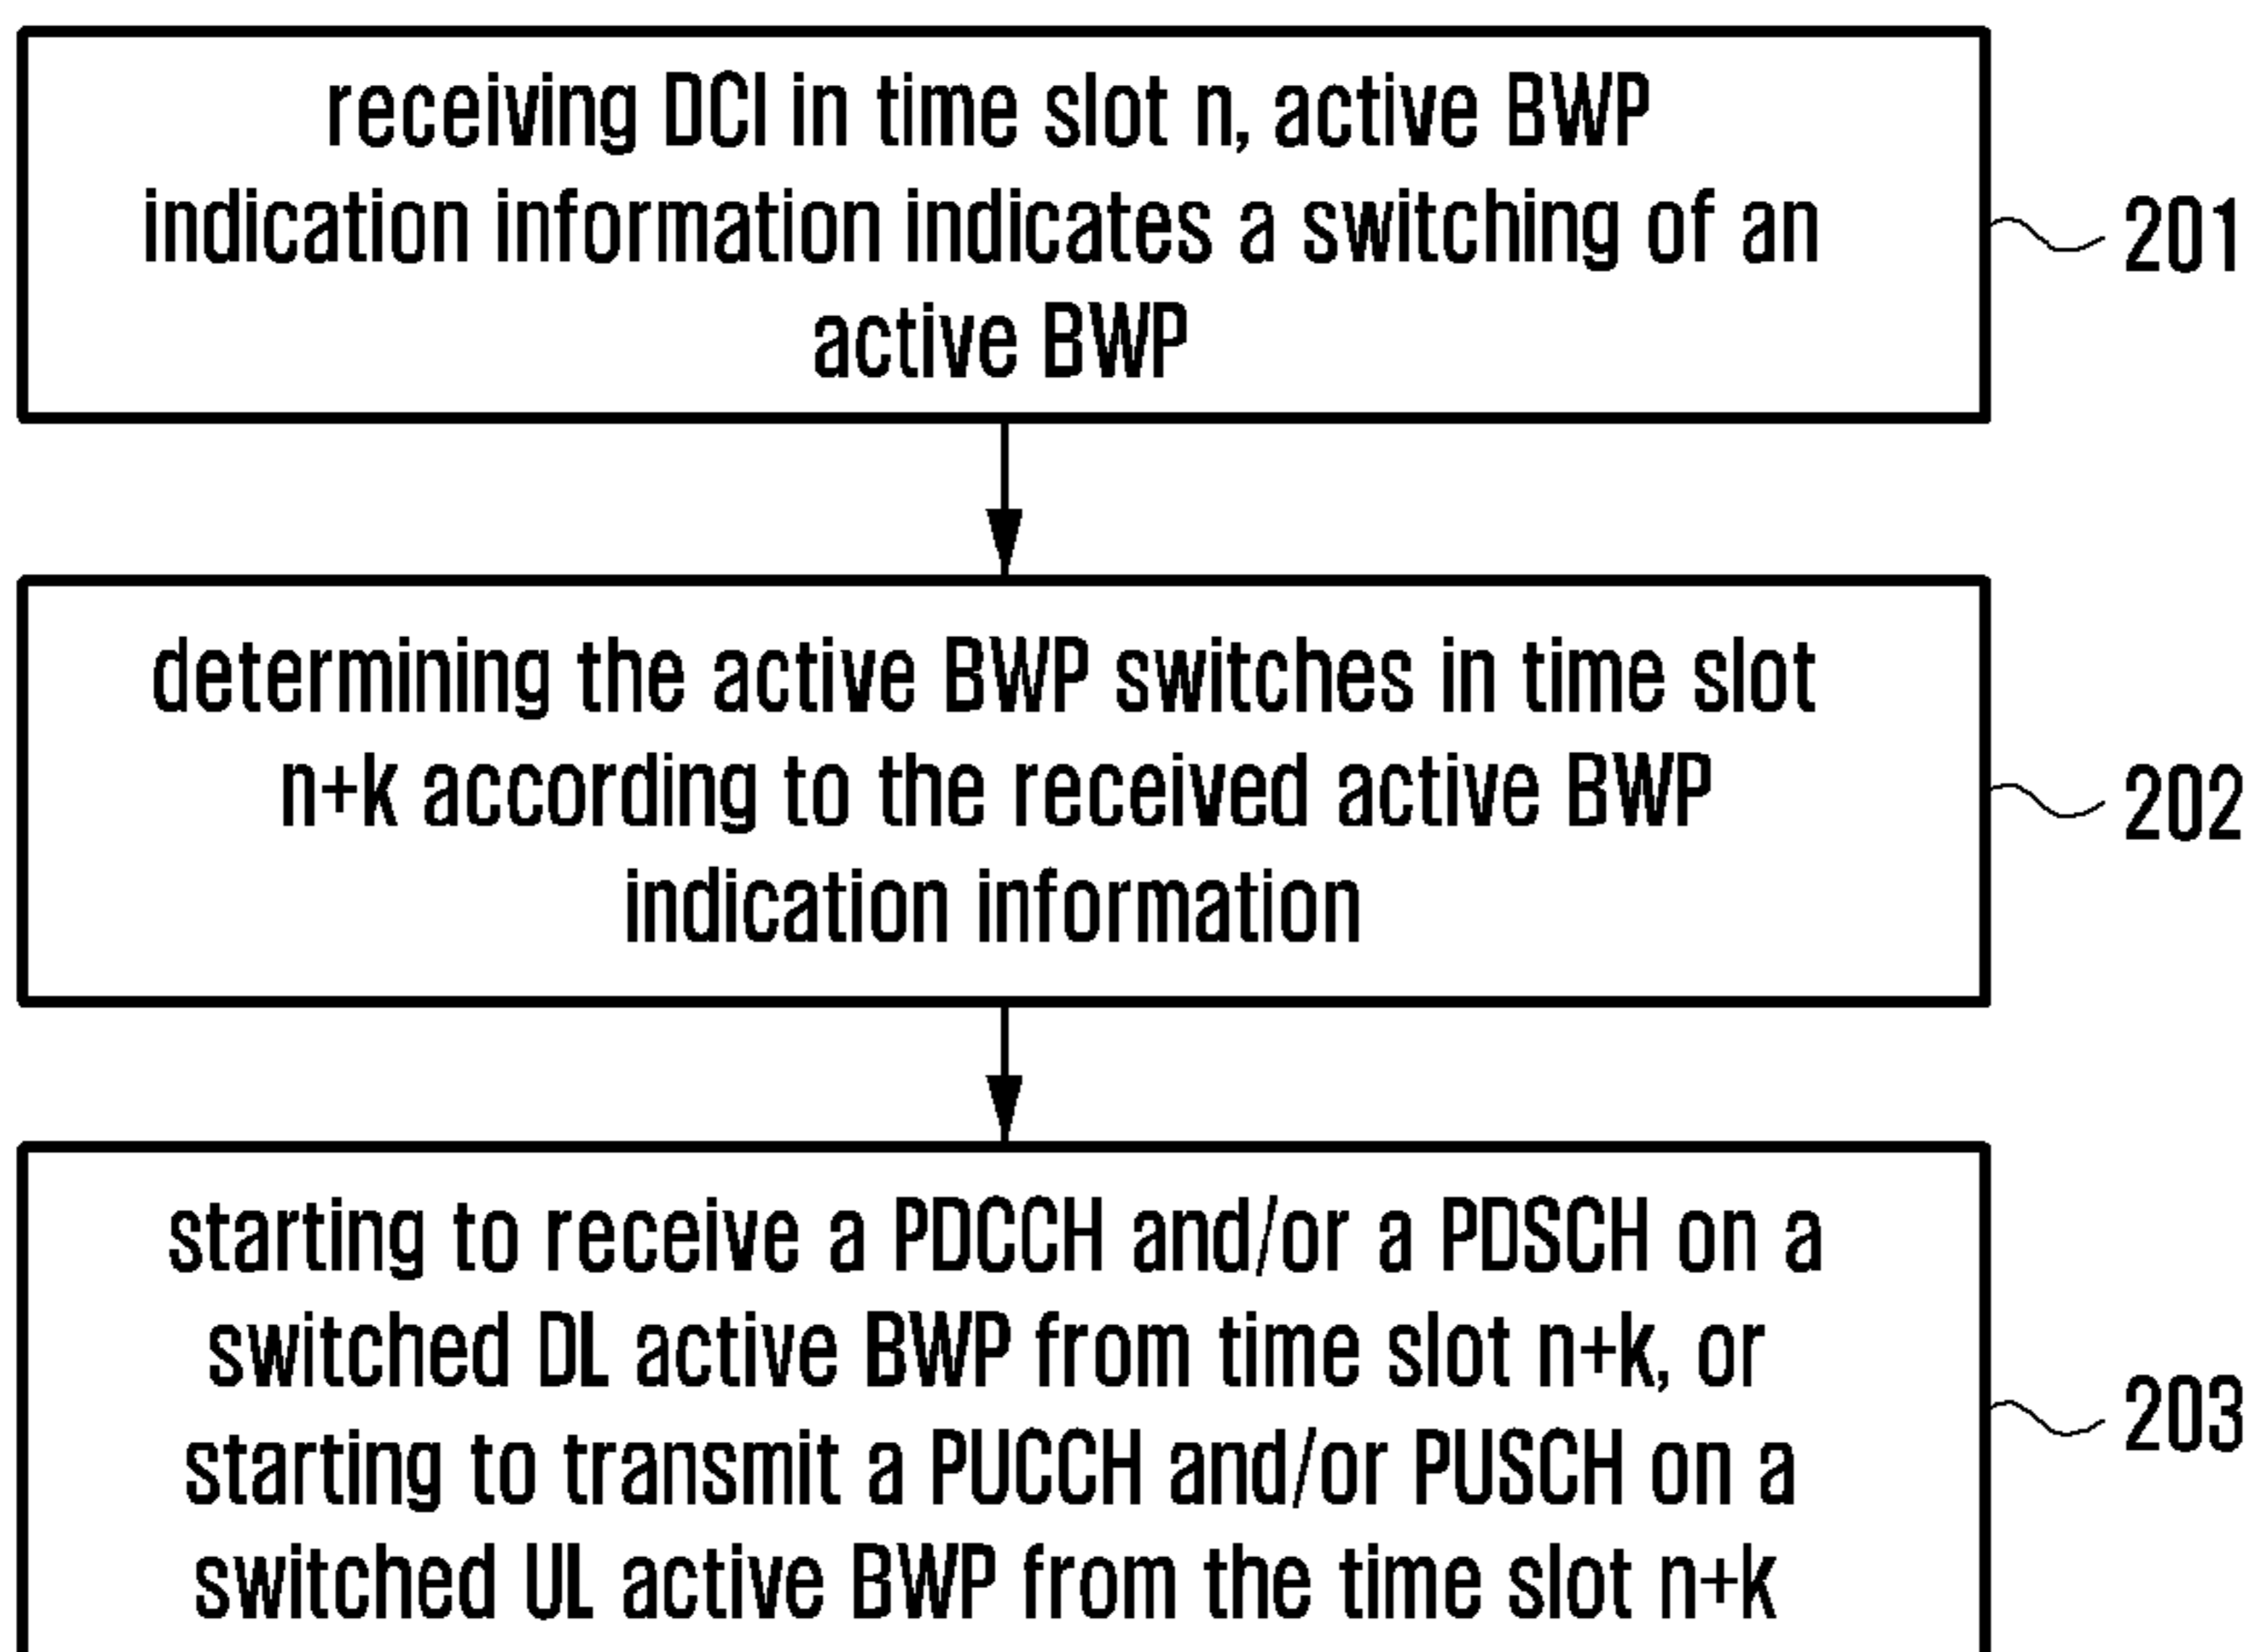 receiving DCI in time slot n, active BWP
indication information indicates a switching of an
active BWP
201
determining the active BWP switches in time slot
n+k according to the received active BWP
indication information
202
starting to receive a PDCCH and/or a PDSCH on a
switched DL active BWP from time slot n+k, or
starting to transmit a PUCCH and/or PUSCH on a
switched UL active BWP from the time slot n+k
203